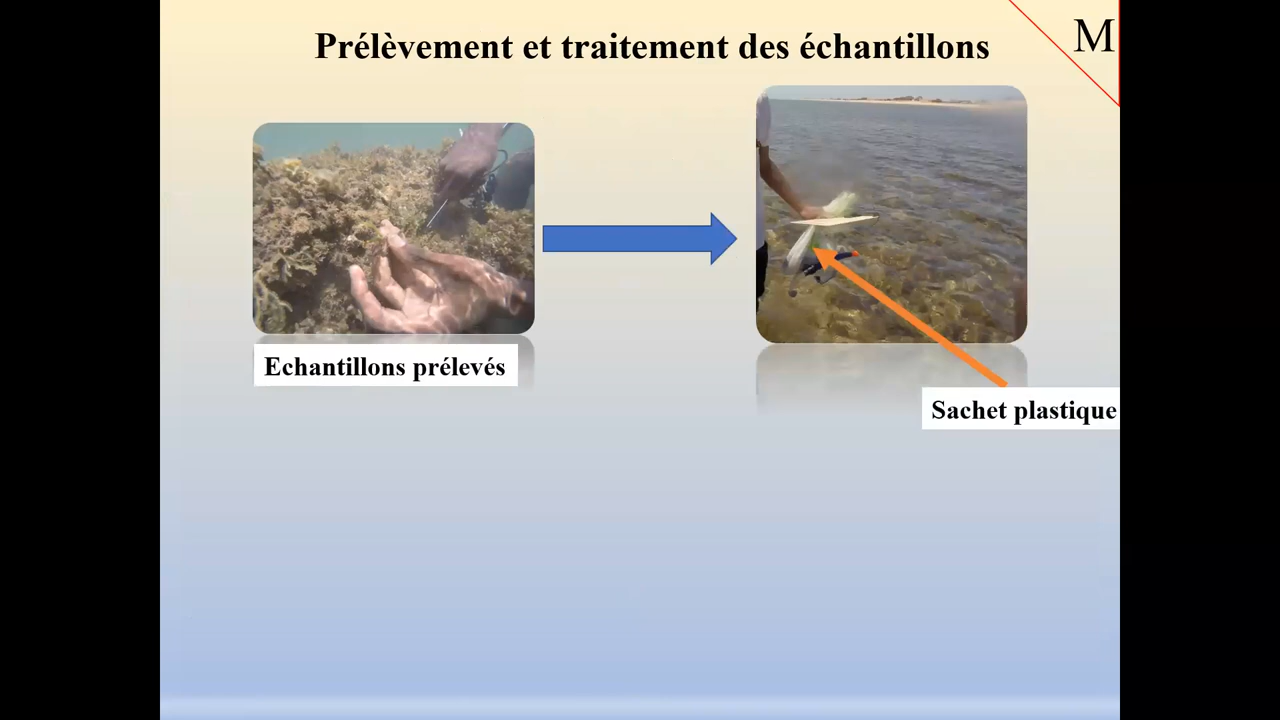 Prélèvement et traitement des échantillons
M
Echantillons prélevés
Sachet plastique